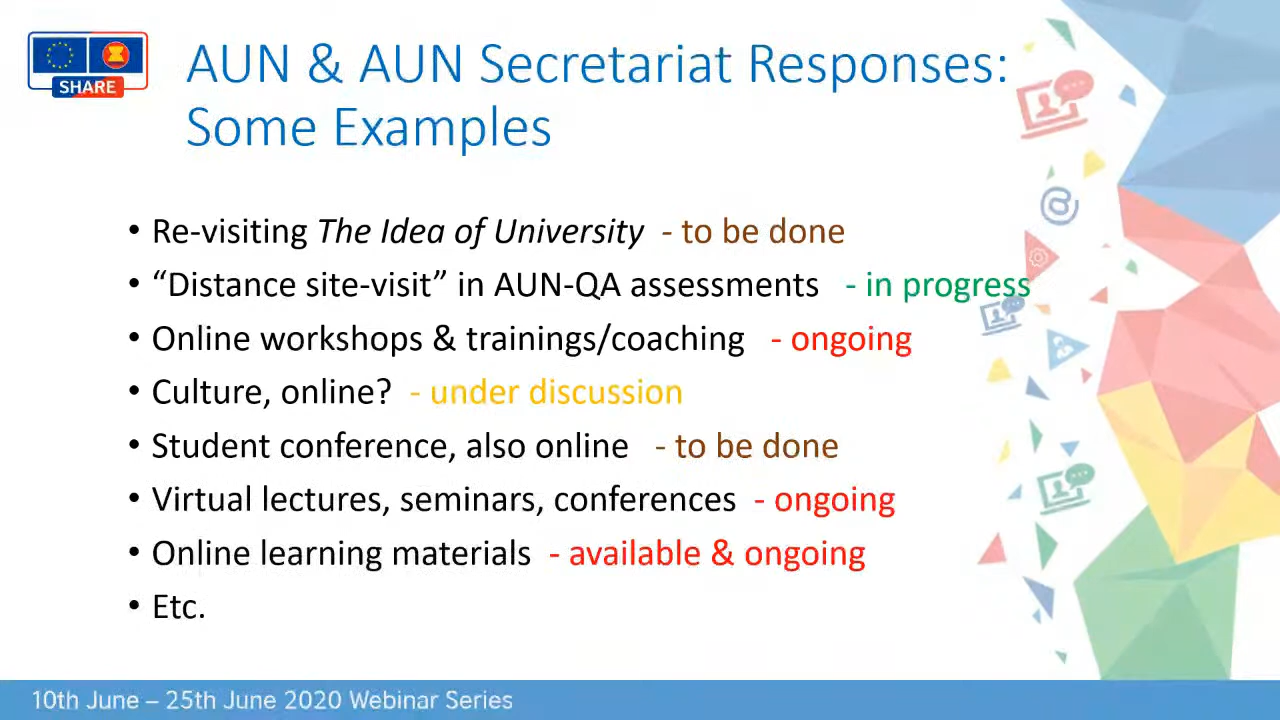 SHARE
AUN & AUN Secretariat Responses:
Some Examples
• Re-visiting The Idea of University - to be done
• “Distance site-visit” in AUN-QA assessments - in progress
• Online workshops & trainings/coaching - ongoing
• Culture, online? - under discussion
• Student conference, also online - to be done
• Virtual lectures, seminars, conferences - ongoing
• Online learning materials - available & ongoing
• Etc.
10th June – 25th June 2020 Webinar Series